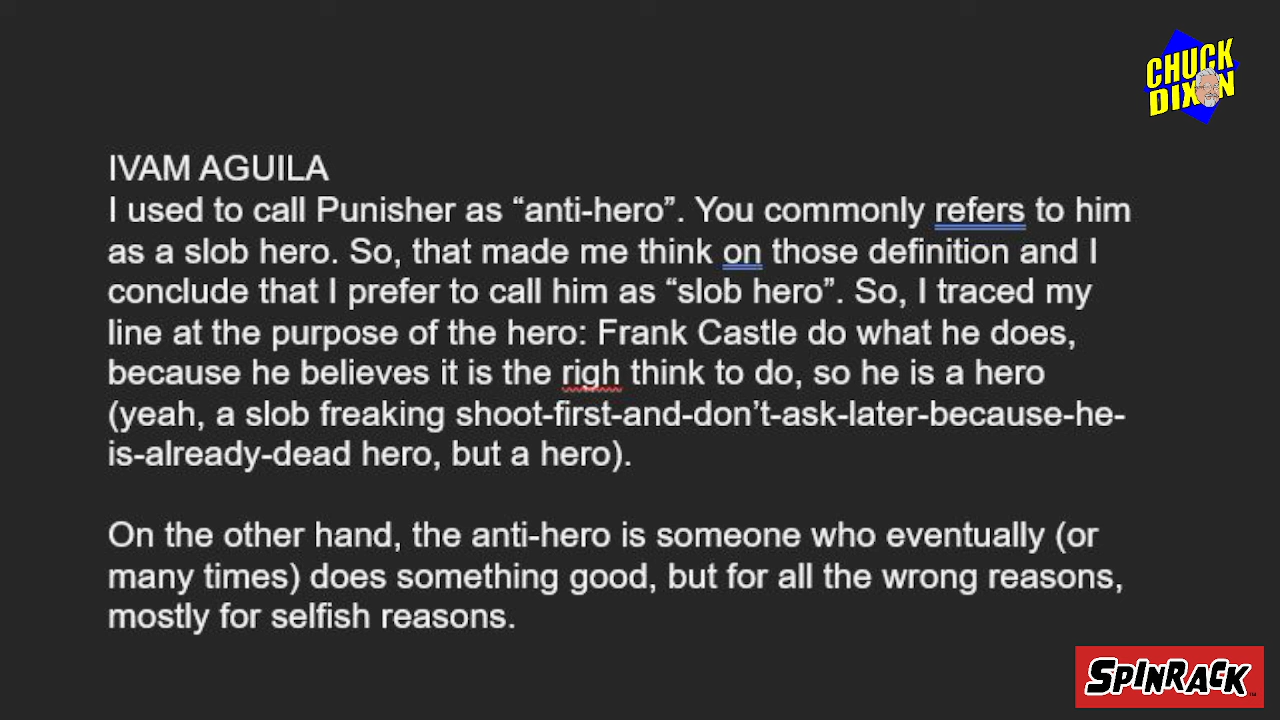 CHUCK
DIXON
IVAM AGUILA
I used to call Punisher as “anti-hero”. You commonly refers to him
as a slob hero. So, that made me think on those definition and I
conclude that I prefer to call him as “slob hero”. So, I traced my
line at the purpose of the hero: Frank Castle do what he does,
because he believes it is the righ think to do, so he is a hero
(yeah, a slob freaking shoot-first-and-don’t-ask-later-because-he-
is-already-dead hero, but a hero).
On the other hand, the anti-hero is someone who eventually (or
many times) does something good, but for all the wrong reasons,
mostly for selfish reasons.
SPINRACK™